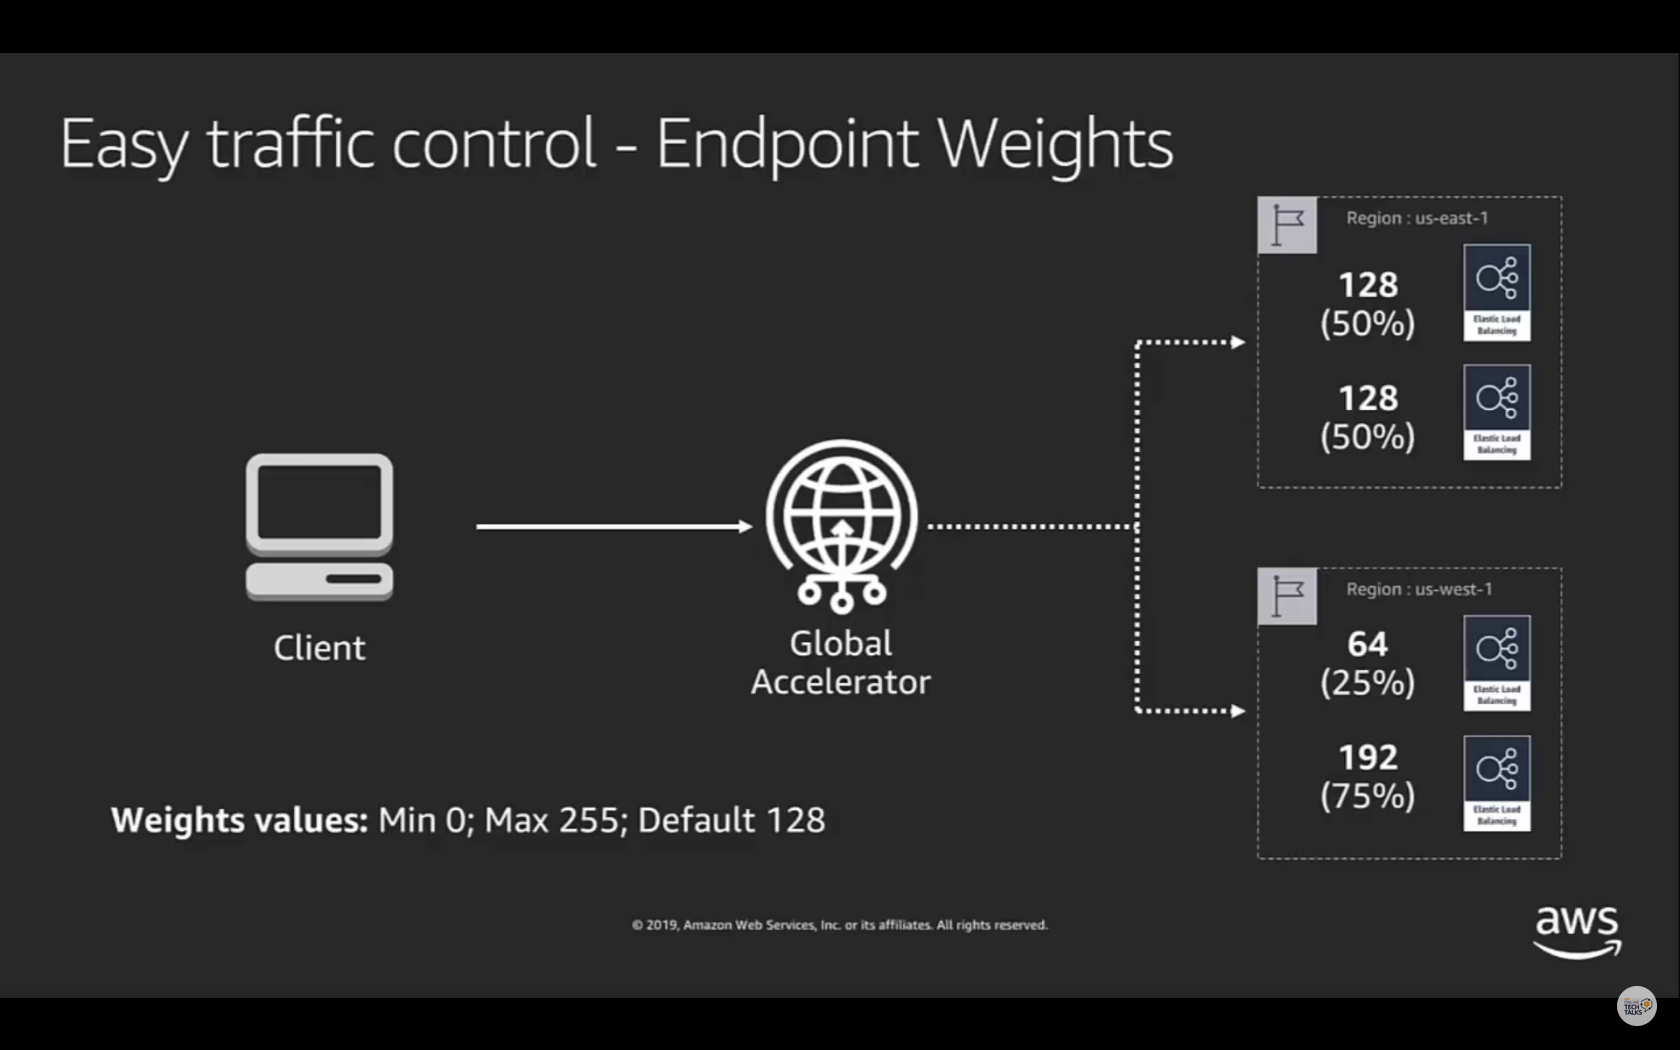 Easy traffic control - Endpoint Weights
Region : us-east-1
128
(50%)
Elastic Load
Balancing
128
(50%)
Elastic Load
Balancing
Client
Global
Accelerator
Region : us-west-1
64
(25%)
Elastic Load
Balancing
192
(75%)
Elastic Load
Balancing
Weights values: Min 0; Max 255; Default 128
© 2019, Amazon Web Services, Inc. or its affiliates. All rights reserved.
aws
ONLINE
TECH
TALKS